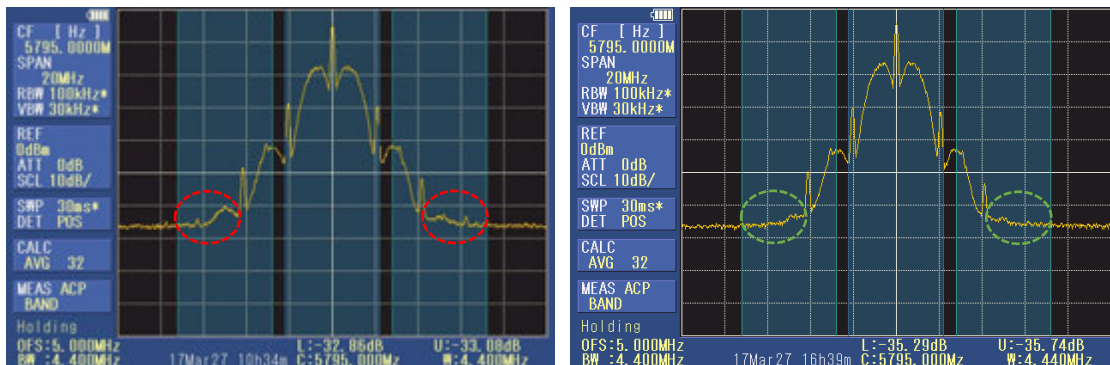 CF [ Hz ]
5795.0000M
SPAN
20MHz
RBW 100kHz*
VBW 30kHz*
REF
0dBm
ATT 0dB
SCL 10dB/
SWP 30ms*
DET POS
CALC
AVG 32
MEAS ACP
BAND
Holding
OFS:5.000MHz L:-32.86dB U:-33.08dB
BW :4.400MHz 17Mar27 10h34m C:5795.000MHz W:4.400MHz
CF [ Hz ]
5795.0000M
SPAN
20MHz
RBW 100kHz*
VBW 30kHz*
REF
0dBm
ATT 0dB
SCL 10dB/
SWP 30ms*
DET POS
CALC
AVG 32
MEAS ACP
BAND
Holding
OFS:5.000MHz L:-35.29dB U:-35.74dB
BW :4.400MHz 17Mar27 16h39m C:5795.000MHz W:4.440MHz